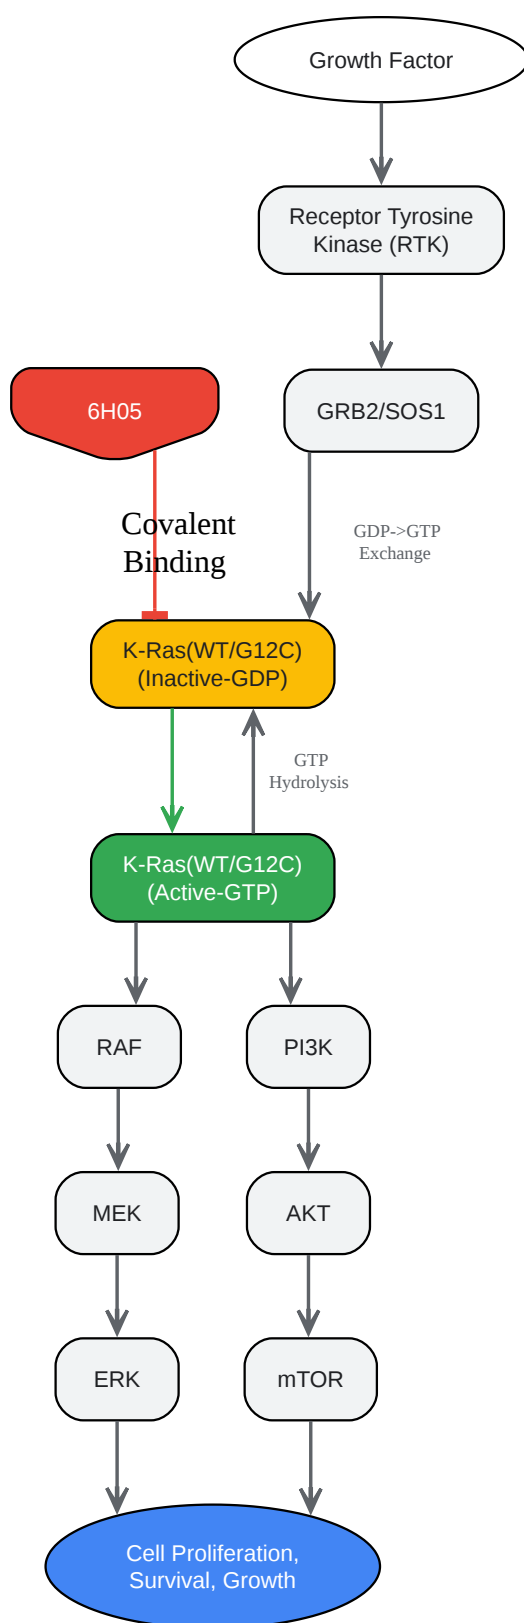 Growth Factor
Receptor Tyrosine
Kinase (RTK)
6H05
GRB2/SOS1
Covalent
Binding
GDP->GTP
Exchange
K-Ras(WT/G12C)
(Inactive-GDP)
GTP
Hydrolysis
K-Ras(WT/G12C)
(Active-GTP)
RAF
PI3K
MEK
AKT
ERK
mTOR
Cell Proliferation,
Survival, Growth